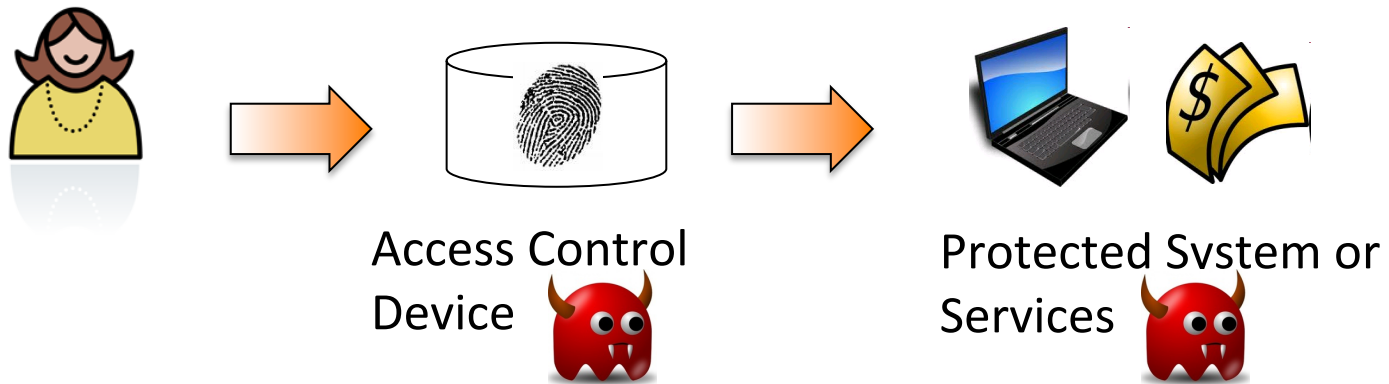 $
Access Control
Device
Protected System or
Services